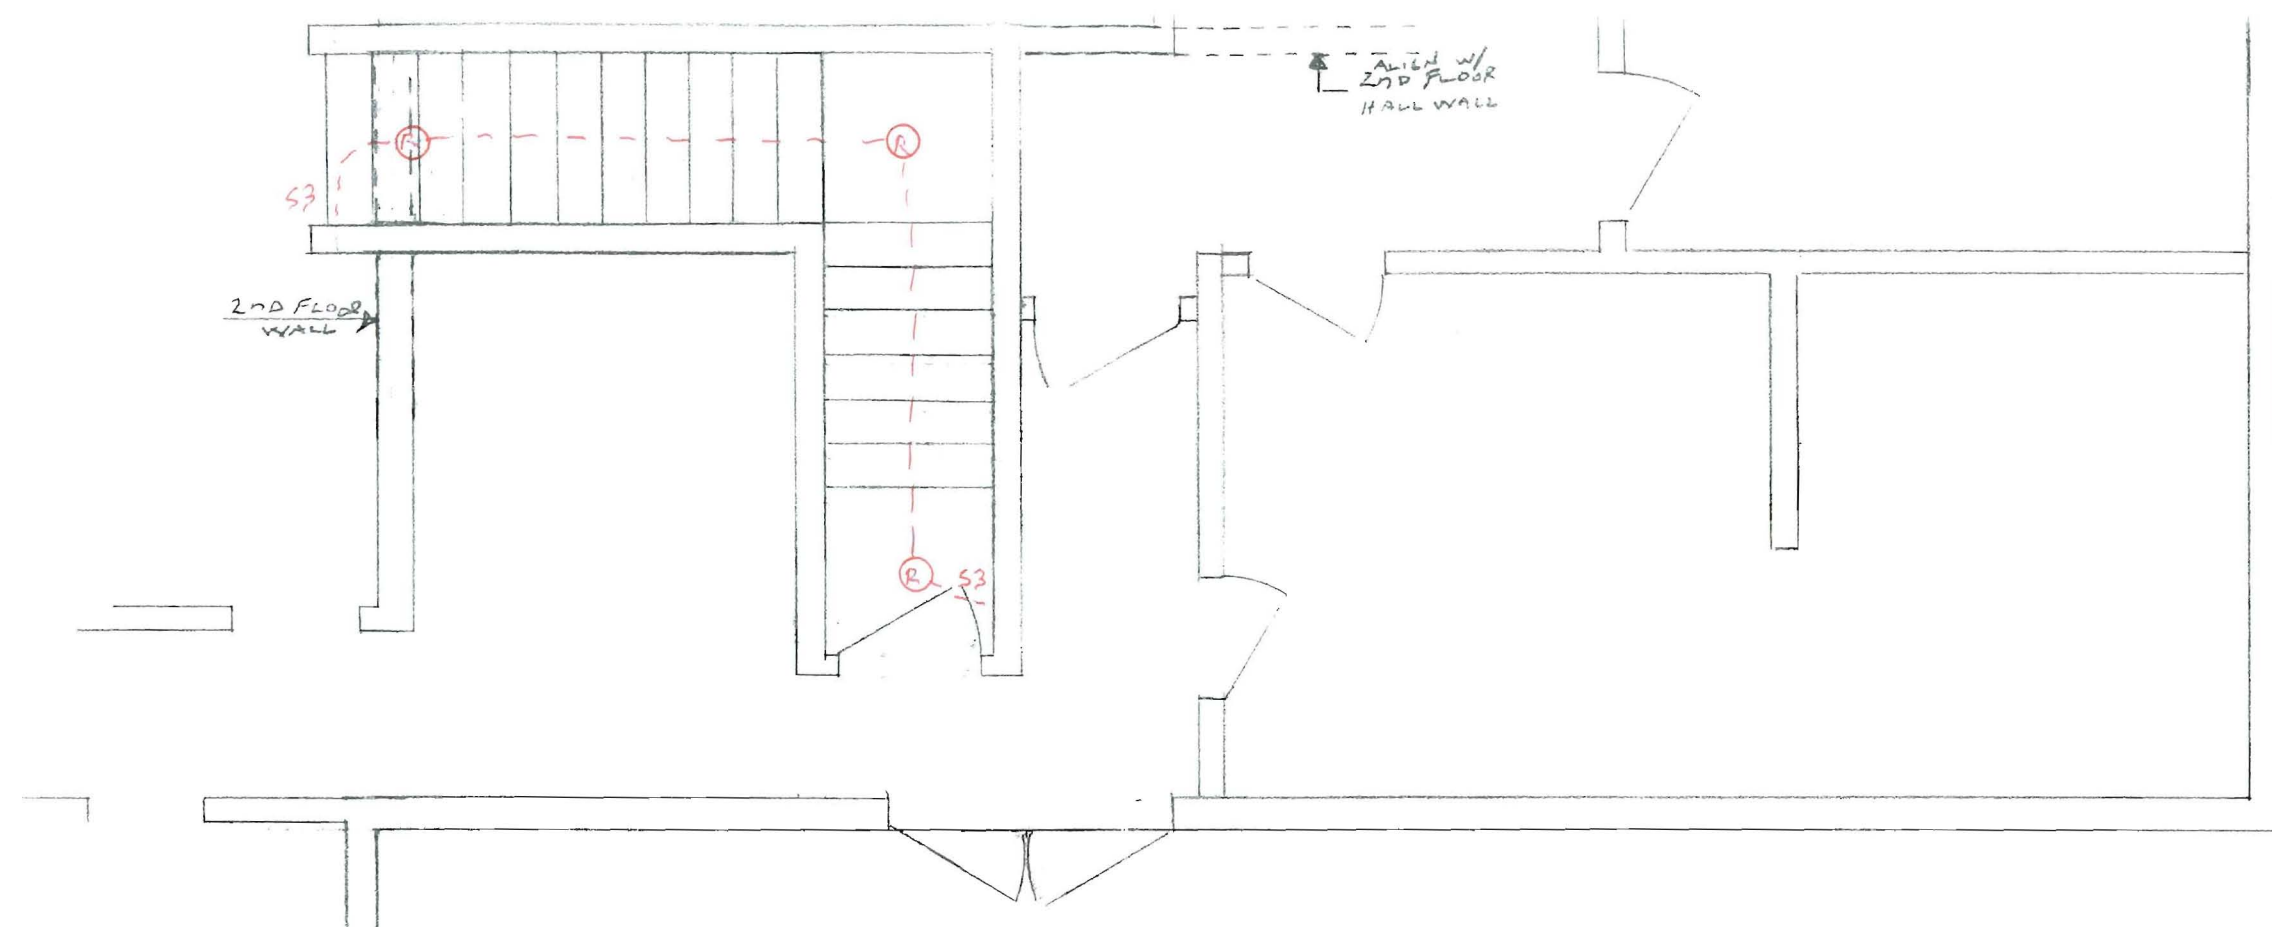 ALIGN W/
2ND FLOOR
HALL WALL
R
R
S3
2ND FLOOR
WALL
R
S3